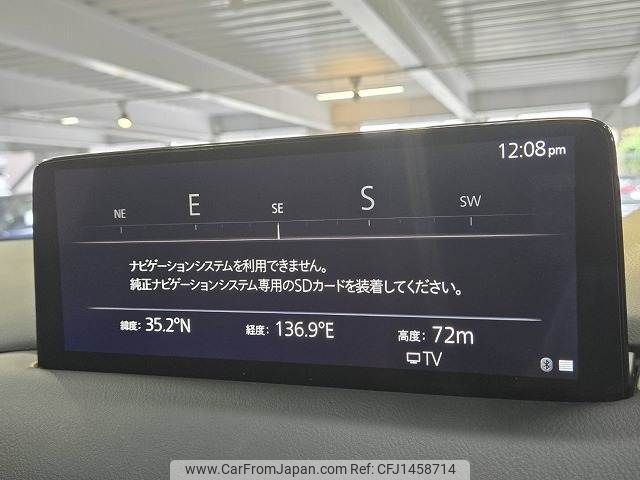 12:08pm
NE E SE S SW
ナビゲーションシステムを利用できません。
純正ナビゲーションシステム専用のSDカードを装着してください。
緯度: 35.2°N 経度: 136.9°E 高度: 72m
TV
www.CarFromJapan.com - CFJ1458714